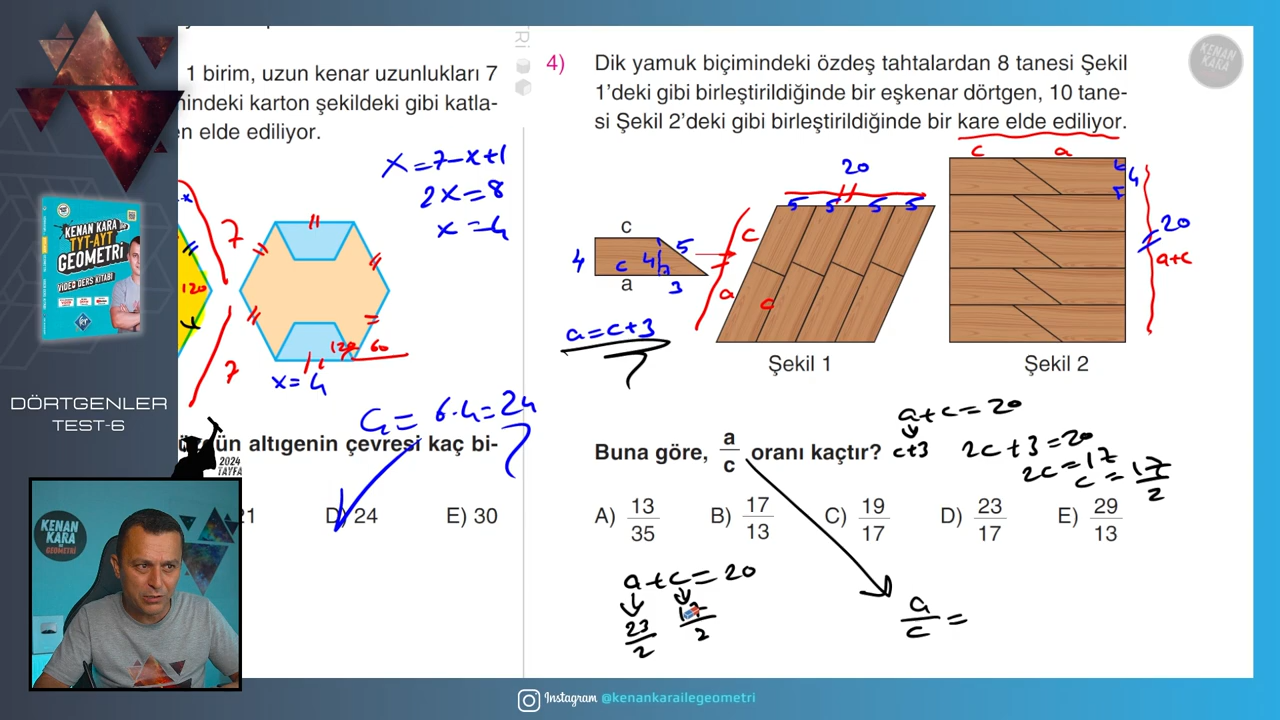 1 birim, uzun kenar uzunlukları 7
nindeki karton şekildeki gibi katla-
en elde ediliyor.
x = 7-x+1
2x = 8
x = 4
7
120
7
120 60
x = 4
Ç = 6.4 = 24
ün altıgenin çevresi kaç bi-
21 D) 24 E) 30
KENAN KARA
TYT-AYT
GEOMETRİ
VİDEO DERS KİTABI
DÖRTGENLER
TEST-6
2024
TAYFA
KENAN
KARA
İLE
GEOMETRİ
KENAN
KARA
4) Dik yamuk biçimindeki özdeş tahtalardan 8 tanesi Şekil
1'deki gibi birleştirildiğinde bir eşkenar dörtgen, 10 tane-
si Şekil 2'deki gibi birleştirildiğinde bir kare elde ediliyor.
c
4 c 4 5
a 3
a = c+3
20
5 5 5 5
c
a
a
Şekil 1
c a
4
20
a+c
Şekil 2
a+c = 20
c+3
2c+3 = 20
2c = 17
c = 17/2
Buna göre, a/c oranı kaçtır?
A) 13/35 B) 17/13 C) 19/17 D) 23/17 E) 29/13
a+c = 20
23/2 17/2
a/c =
Instagram @kenankarailegeometri